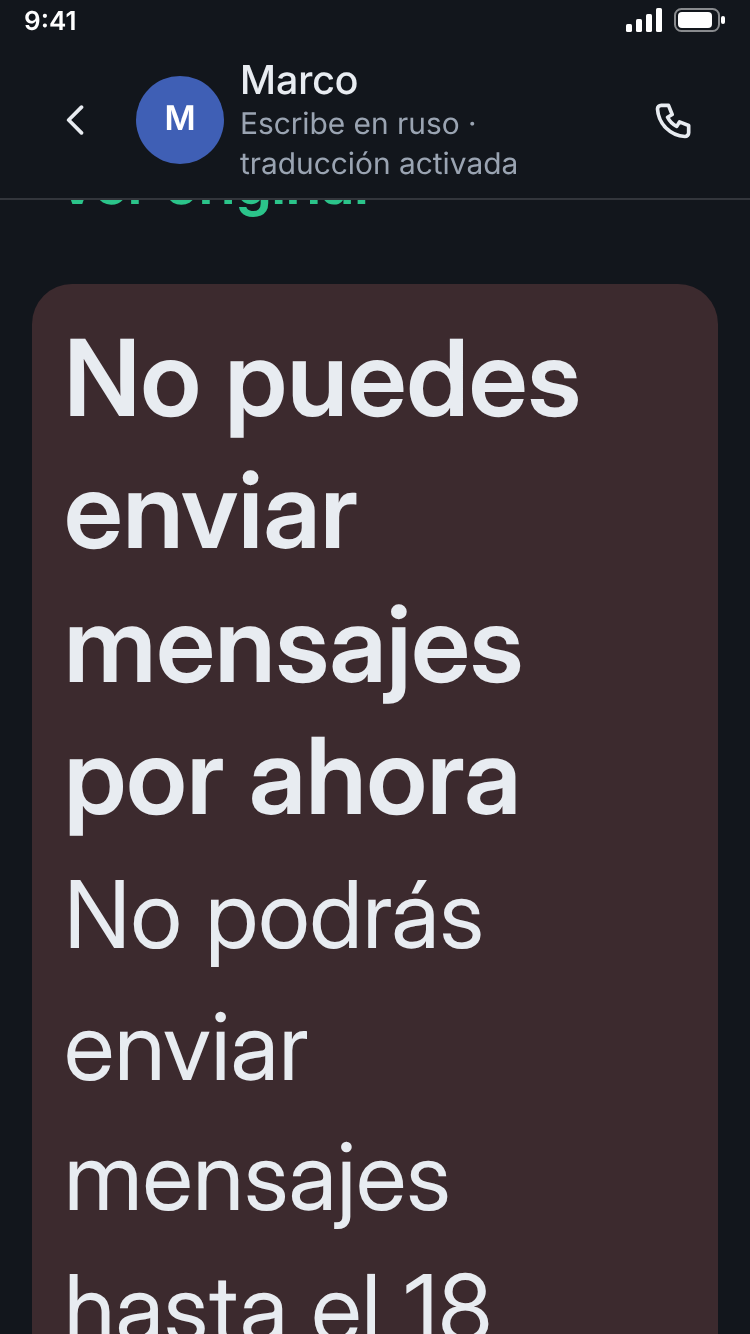 9:41
Marco
M
Escribe en ruso ·
traducción activada
No puedes
enviar
mensajes
por ahora
No podrás
enviar
mensajes
hasta el 18